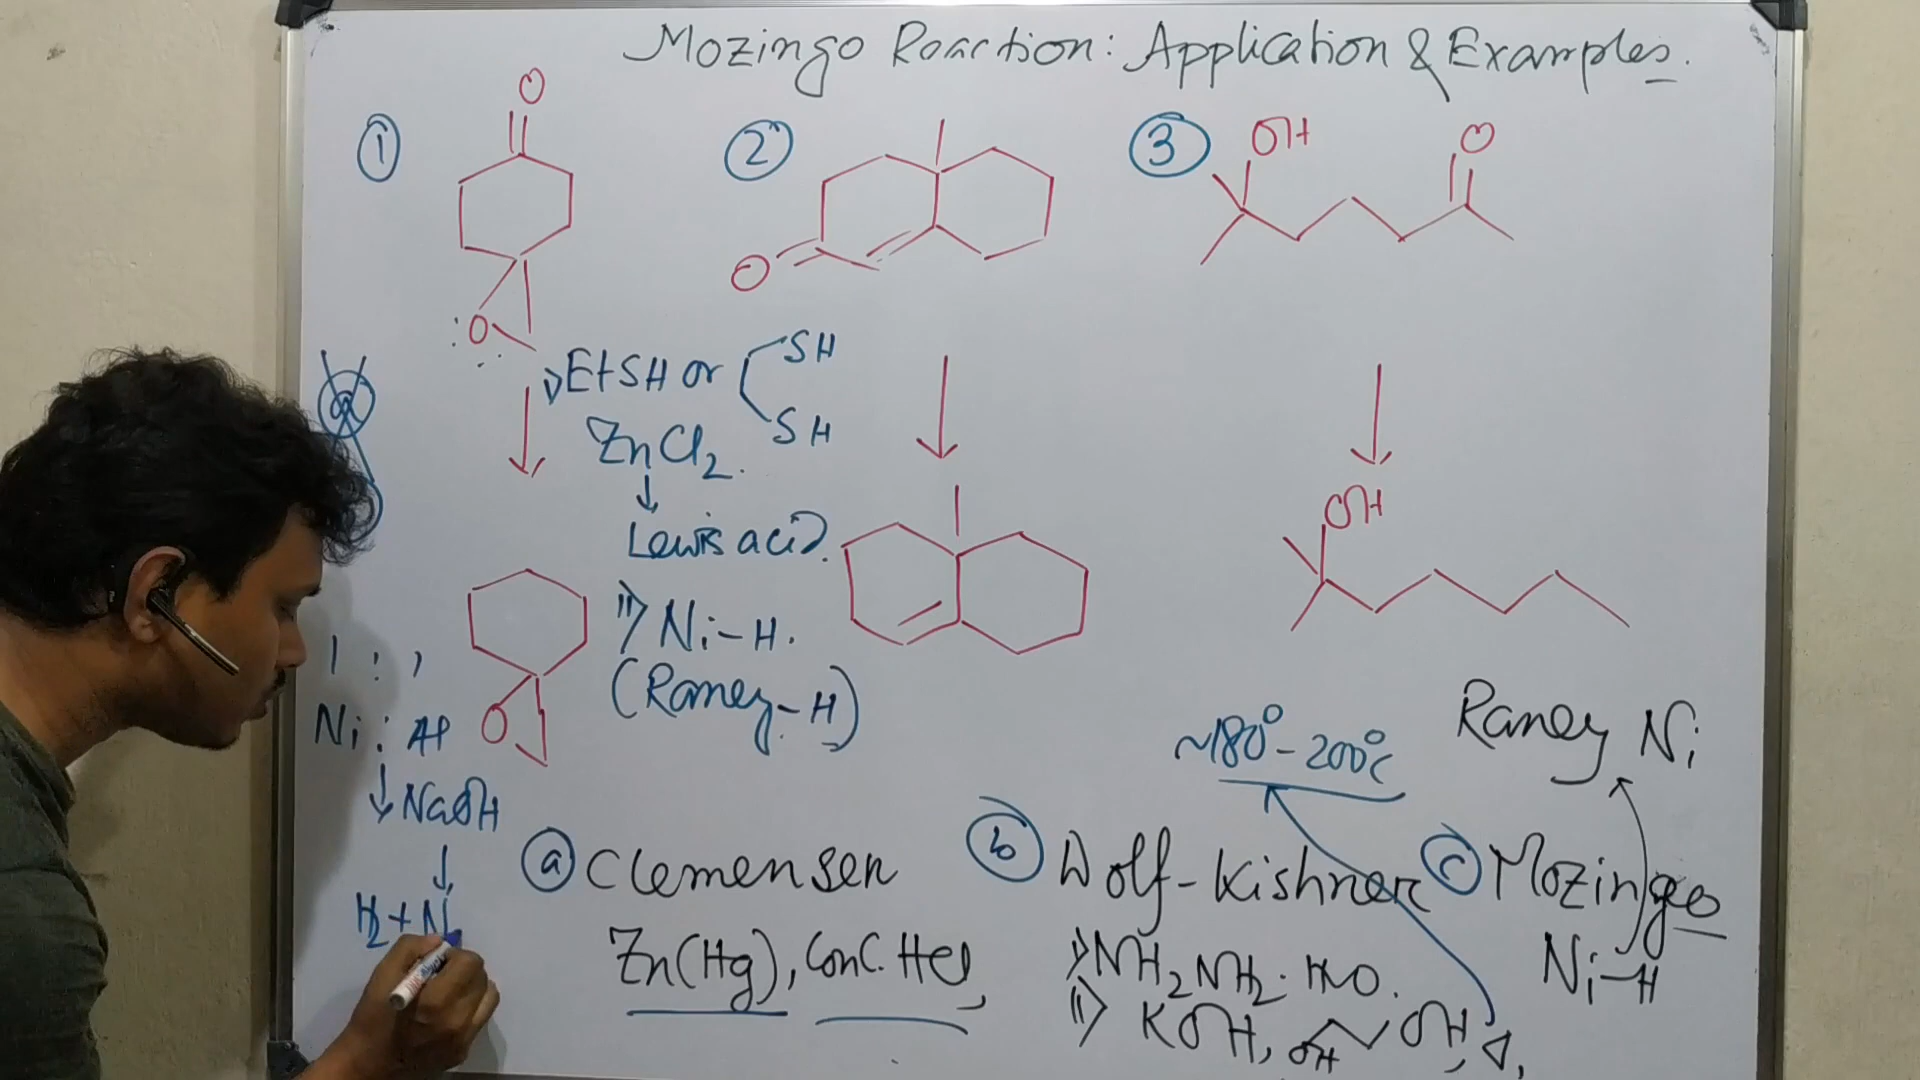 Mozingo Reaction: Application & Examples.
1
O
O
i) EtSH or
SH
SH
ZnCl2.
Lewis acid.
ii) Ni-H.
(Raney-H)
O
2
O
3
OH
O
OH
1 : 1
Ni : Al
NaOH
H2 + Ni
~180°-200°C
Raney Ni
a Clemensen
Zn(Hg), Conc. HCl,
b Wolf-Kishner
i) NH2NH2. H2O.
ii) KOH, OH OH, Δ,
c Mozingo
Ni-H